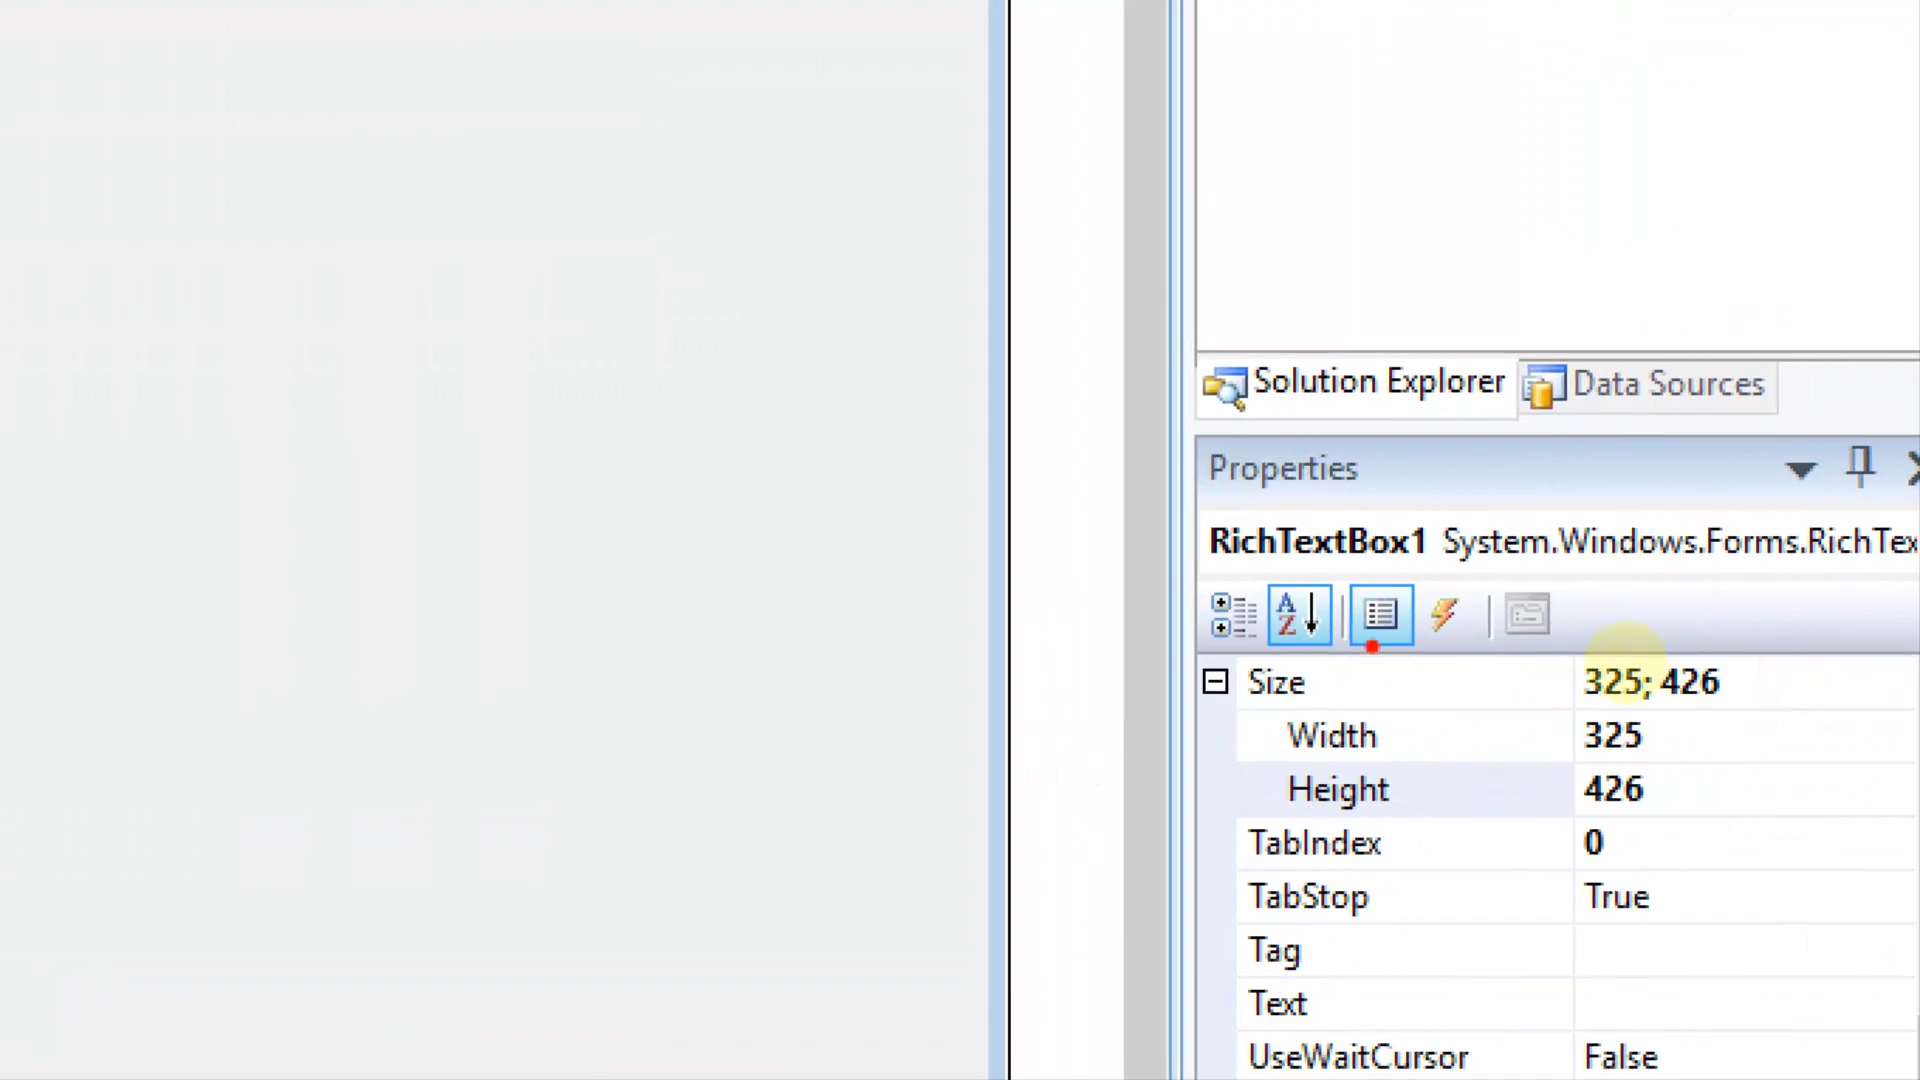 Solution Explorer Data Sources
Properties
RichTextBox1 System.Windows.Forms.RichTex
Size 325; 426
Width 325
Height 426
TabIndex 0
TabStop True
Tag
Text
UseWaitCursor False